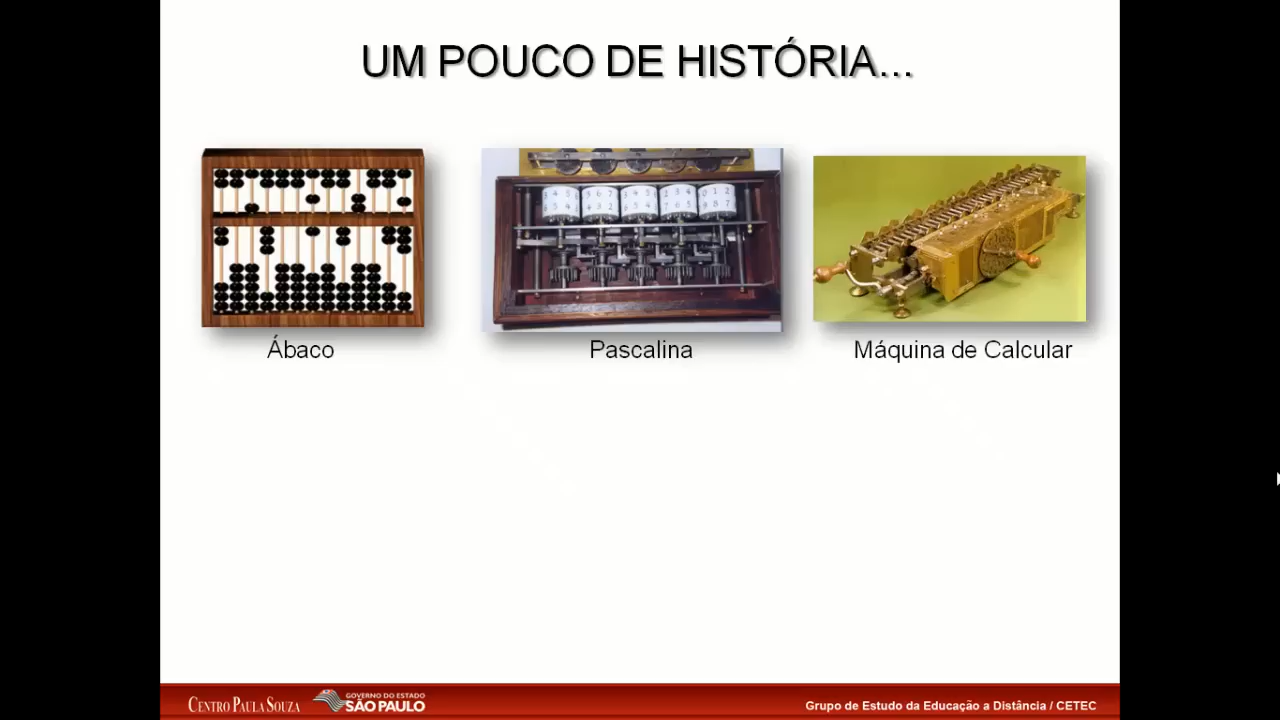 UM POUCO DE HISTÓRIA...
Ábaco
Pascalina
Máquina de Calcular
CENTRO PAULA SOUZA
GOVERNO DO ESTADO
SÃO PAULO
Grupo de Estudo da Educação a Distância / CETEC